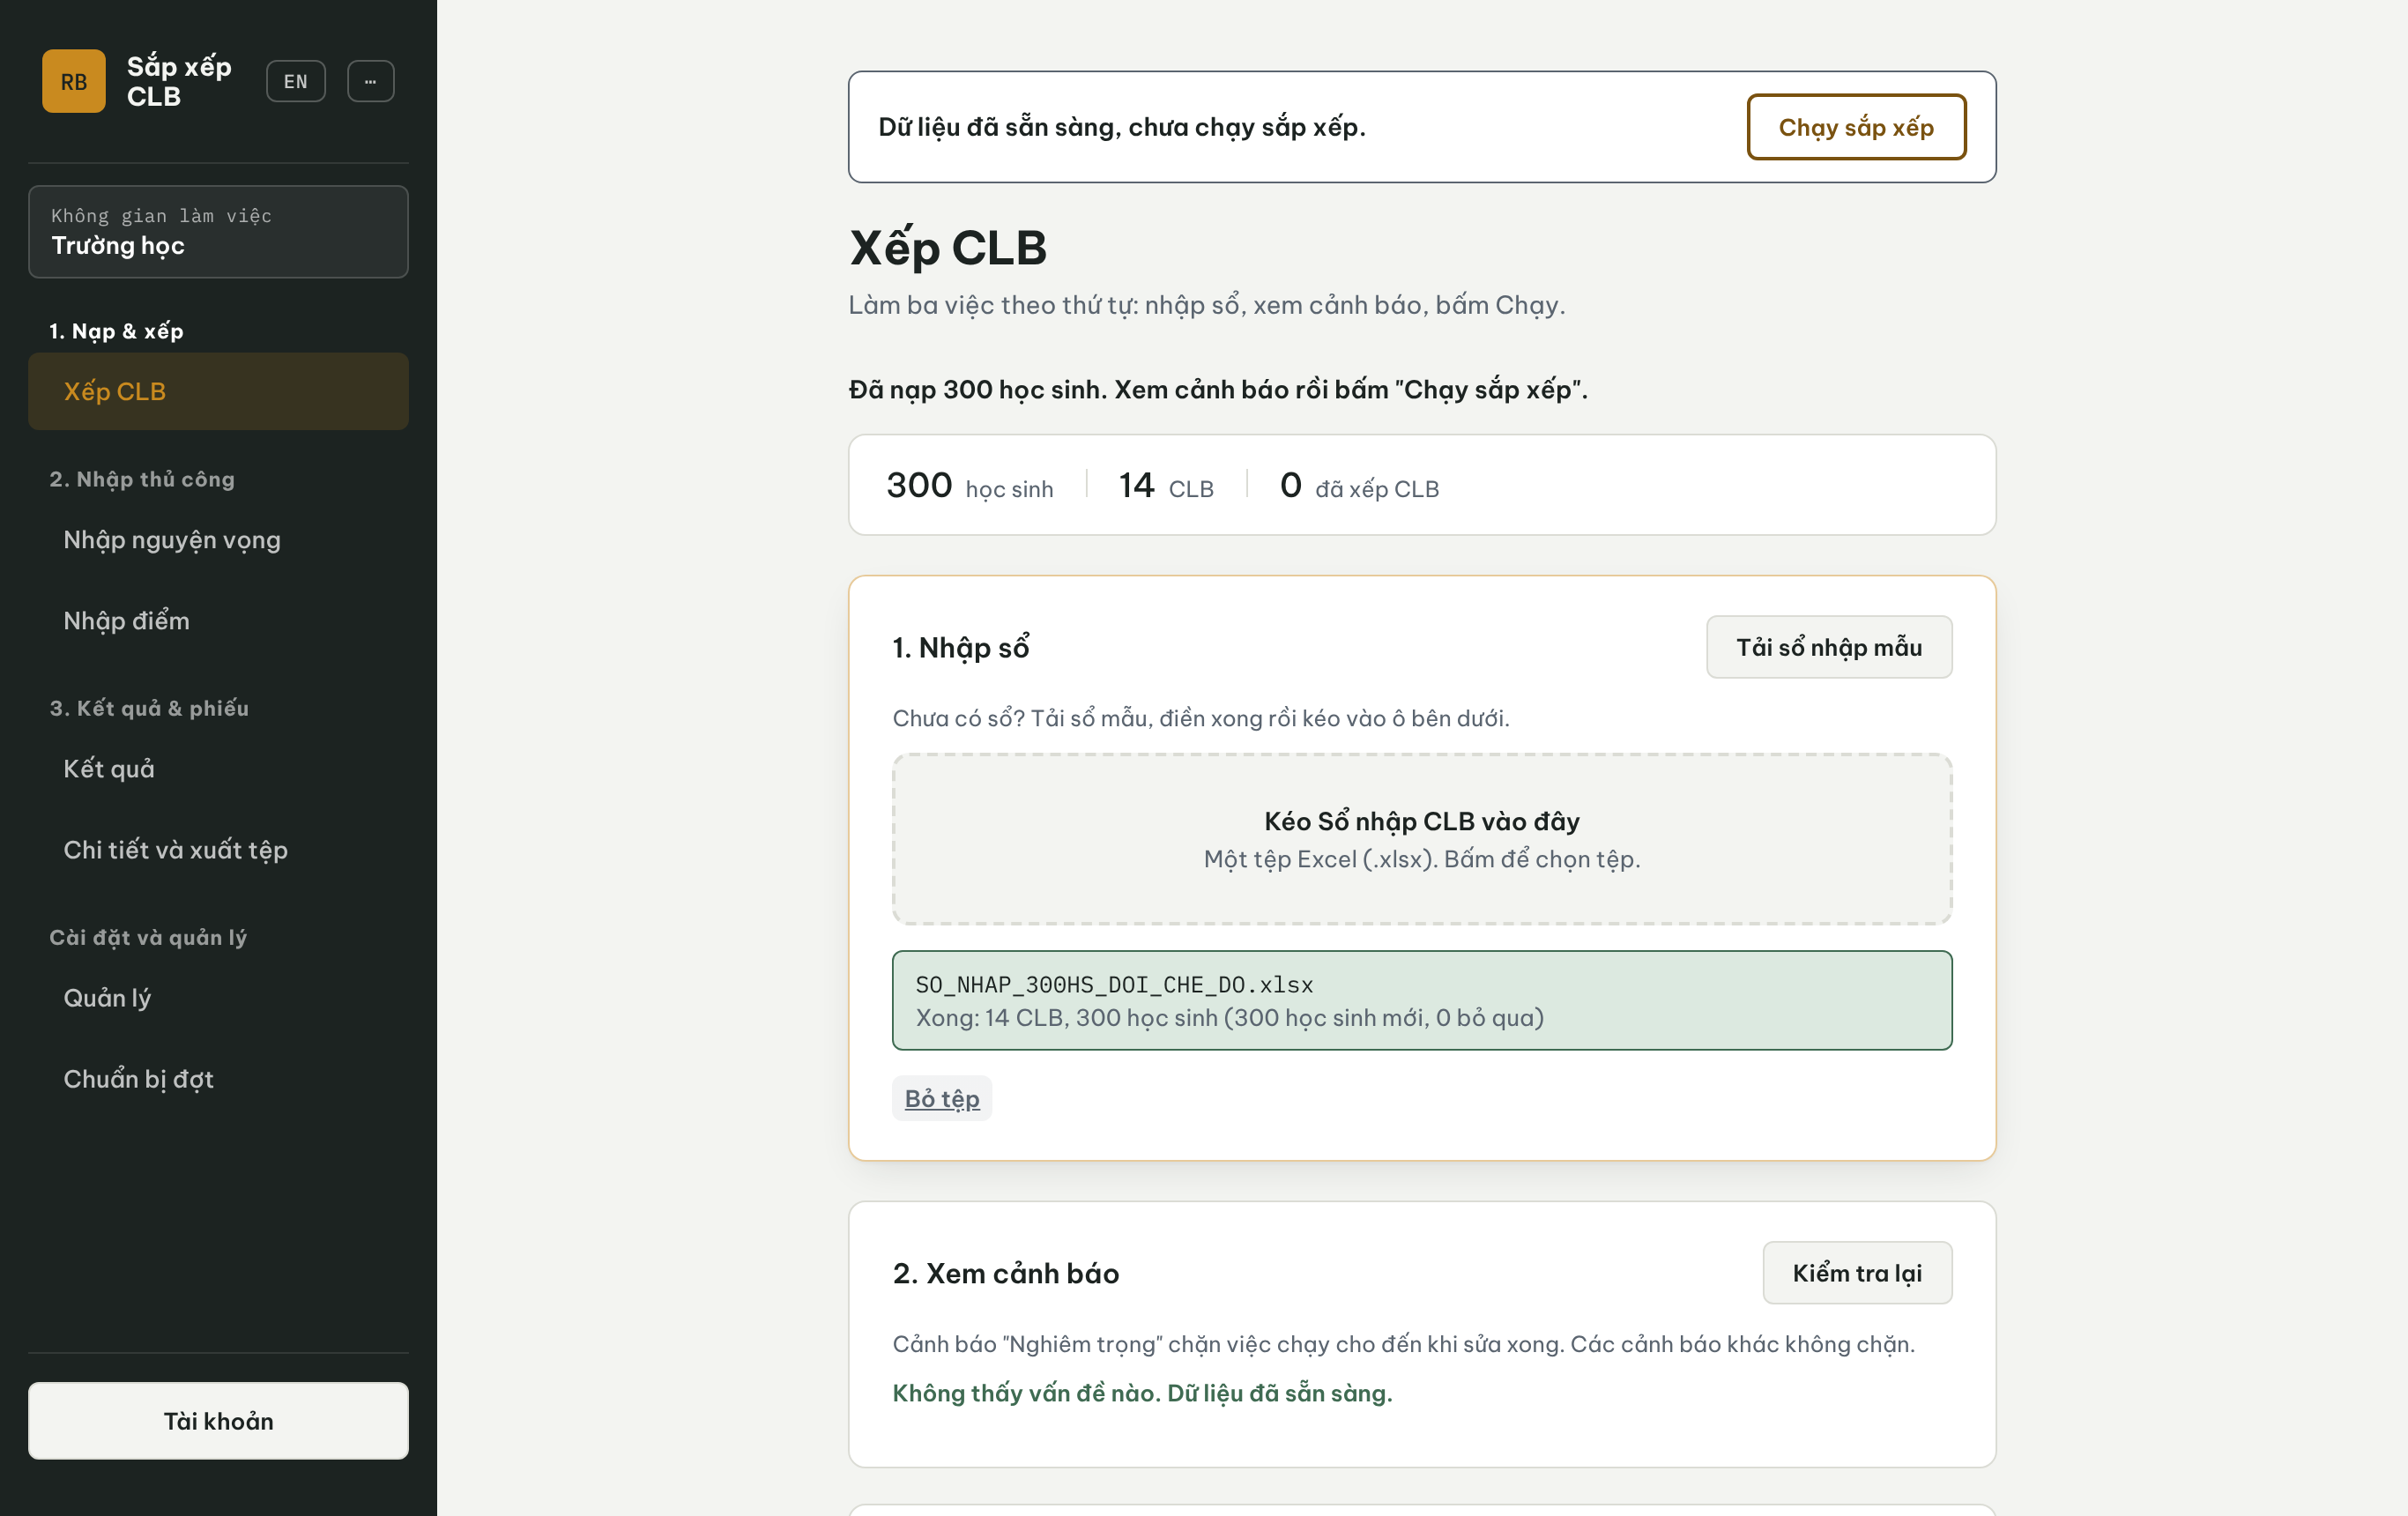 RB
Sắp xếp
CLB
EN
…
Không gian làm việc
Trường học
1. Nạp & xếp
Xếp CLB
2. Nhập thủ công
Nhập nguyện vọng
Nhập điểm
3. Kết quả & phiếu
Kết quả
Chi tiết và xuất tệp
Cài đặt và quản lý
Quản lý
Chuẩn bị đợt
Tài khoản
Dữ liệu đã sẵn sàng, chưa chạy sắp xếp.
Chạy sắp xếp
Xếp CLB
Làm ba việc theo thứ tự: nhập sổ, xem cảnh báo, bấm Chạy.
Đã nạp 300 học sinh. Xem cảnh báo rồi bấm "Chạy sắp xếp".
300 học sinh
14 CLB
0 đã xếp CLB
1. Nhập sổ
Tải sổ nhập mẫu
Chưa có sổ? Tải sổ mẫu, điền xong rồi kéo vào ô bên dưới.
Kéo Sổ nhập CLB vào đây
Một tệp Excel (.xlsx). Bấm để chọn tệp.
SO_NHAP_300HS_DOI_CHE_DO.xlsx
Xong: 14 CLB, 300 học sinh (300 học sinh mới, 0 bỏ qua)
Bỏ tệp
2. Xem cảnh báo
Kiểm tra lại
Cảnh báo "Nghiêm trọng" chặn việc chạy cho đến khi sửa xong. Các cảnh báo khác không chặn.
Không thấy vấn đề nào. Dữ liệu đã sẵn sàng.